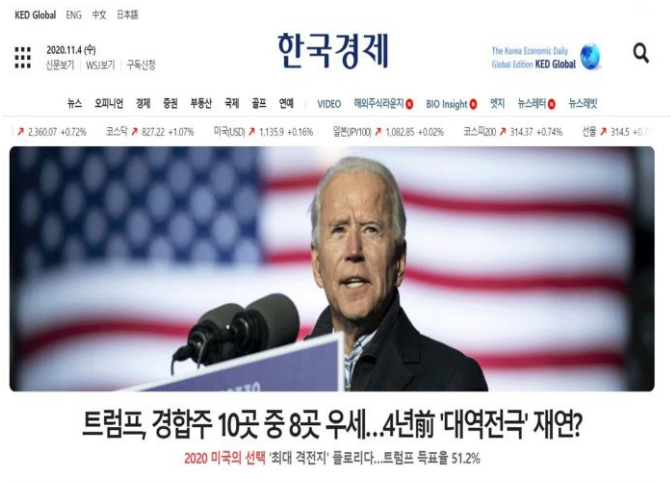 KED Global ENG 中文 日本語
2020.11.4 (수)
신문보기 WSJ보기 구독신청
한국경제
The Korea Economic Daily
Global Edition KED Global
뉴스 오피니언 경제 증권 부동산 국제 골프 연예 VIDEO 해외주식라운지 BIO Insight 엣지 뉴스레터 뉴스래빗
2,360.07 +0.72% 코스닥 827.22 +1.07% 미국(USD) 1,135.9 +0.16% 일본(JPY100) 1,082.85 +0.02% 코스피200 314.37 +0.74% 선물 314.5
트럼프, 경합주 10곳 중 8곳 우세...4년前 '대역전극' 재연?
2020 미국의 선택 '최대 격전지' 플로리다...트럼프 득표율 51.2%